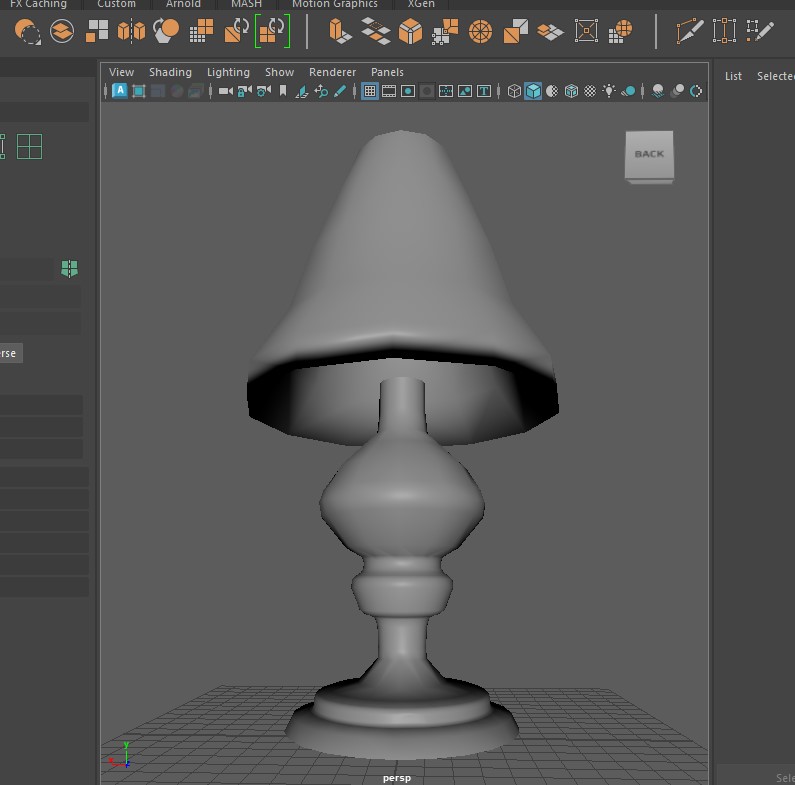 FX Caching Custom Arnold MASH Motion Graphics XGen
View Shading Lighting Show Renderer Panels
List Selecte
A T
BACK
rse
y
persp
Sele